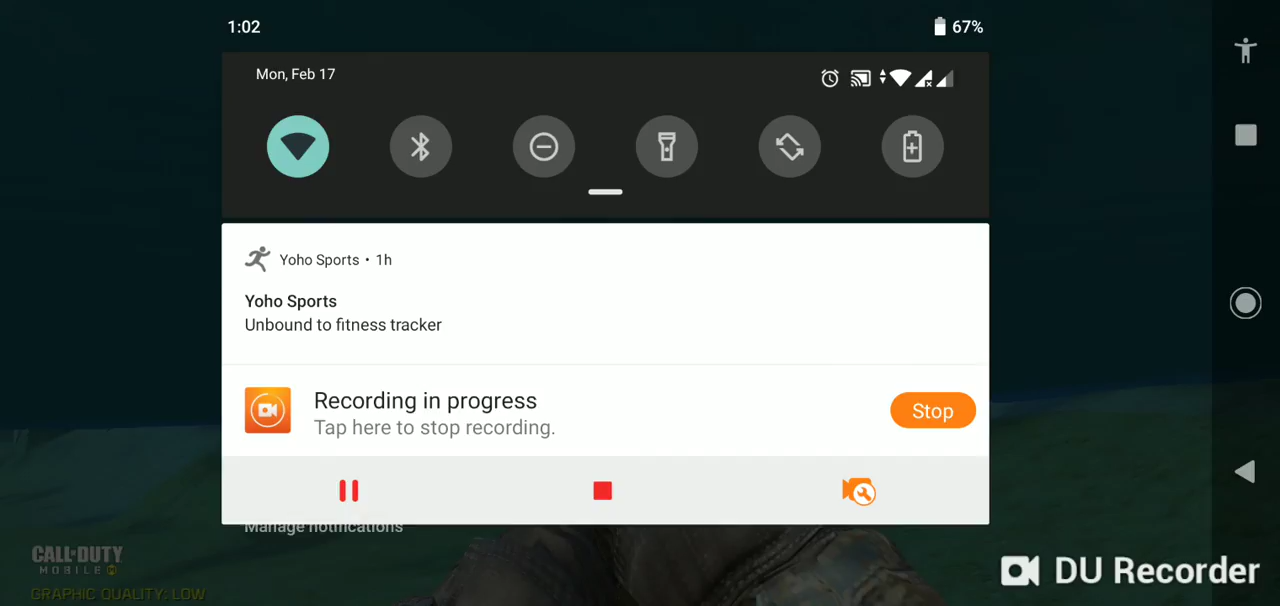 1:02
67%
Mon, Feb 17
Yoho Sports • 1h
Yoho Sports
Unbound to fitness tracker
Recording in progress
Tap here to stop recording.
Stop
Manage notifications
CALL OF DUTY
MOBILE
GRAPHIC QUALITY: LOW
DU Recorder